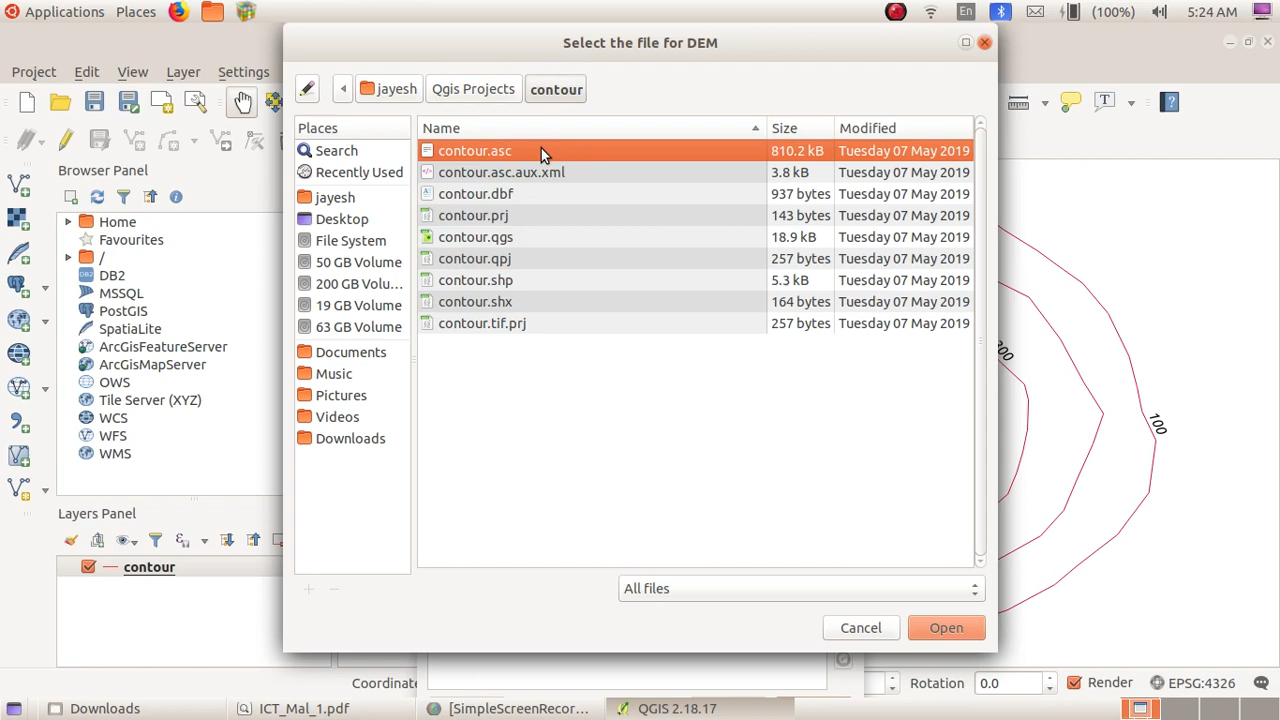 Applications Places En (100%) 5:24 AM
Select the file for DEM
Project Edit View Layer Settings
jayesh Qgis Projects contour
Places Name Size Modified
Search contour.asc 810.2 kB Tuesday 07 May 2019
Recently Used contour.asc.aux.xml 3.8 kB Tuesday 07 May 2019
jayesh contour.dbf 937 bytes Tuesday 07 May 2019
Desktop contour.prj 143 bytes Tuesday 07 May 2019
File System contour.qgs 18.9 kB Tuesday 07 May 2019
50 GB Volume contour.qpj 257 bytes Tuesday 07 May 2019
200 GB Volu... contour.shp 5.3 kB Tuesday 07 May 2019
19 GB Volume contour.shx 164 bytes Tuesday 07 May 2019
63 GB Volume contour.tif.prj 257 bytes Tuesday 07 May 2019
Documents
Music
Pictures
Videos
Downloads
All files
Cancel Open
Browser Panel
Home
Favourites
/
DB2
MSSQL
PostGIS
SpatiaLite
ArcGisFeatureServer
ArcGisMapServer
OWS
Tile Server (XYZ)
WCS
WFS
WMS
Layers Panel
contour
100
Coordinate Rotation 0.0 Render EPSG:4326
Downloads ICT_Mal_1.pdf [SimpleScreenRecor... QGIS 2.18.17